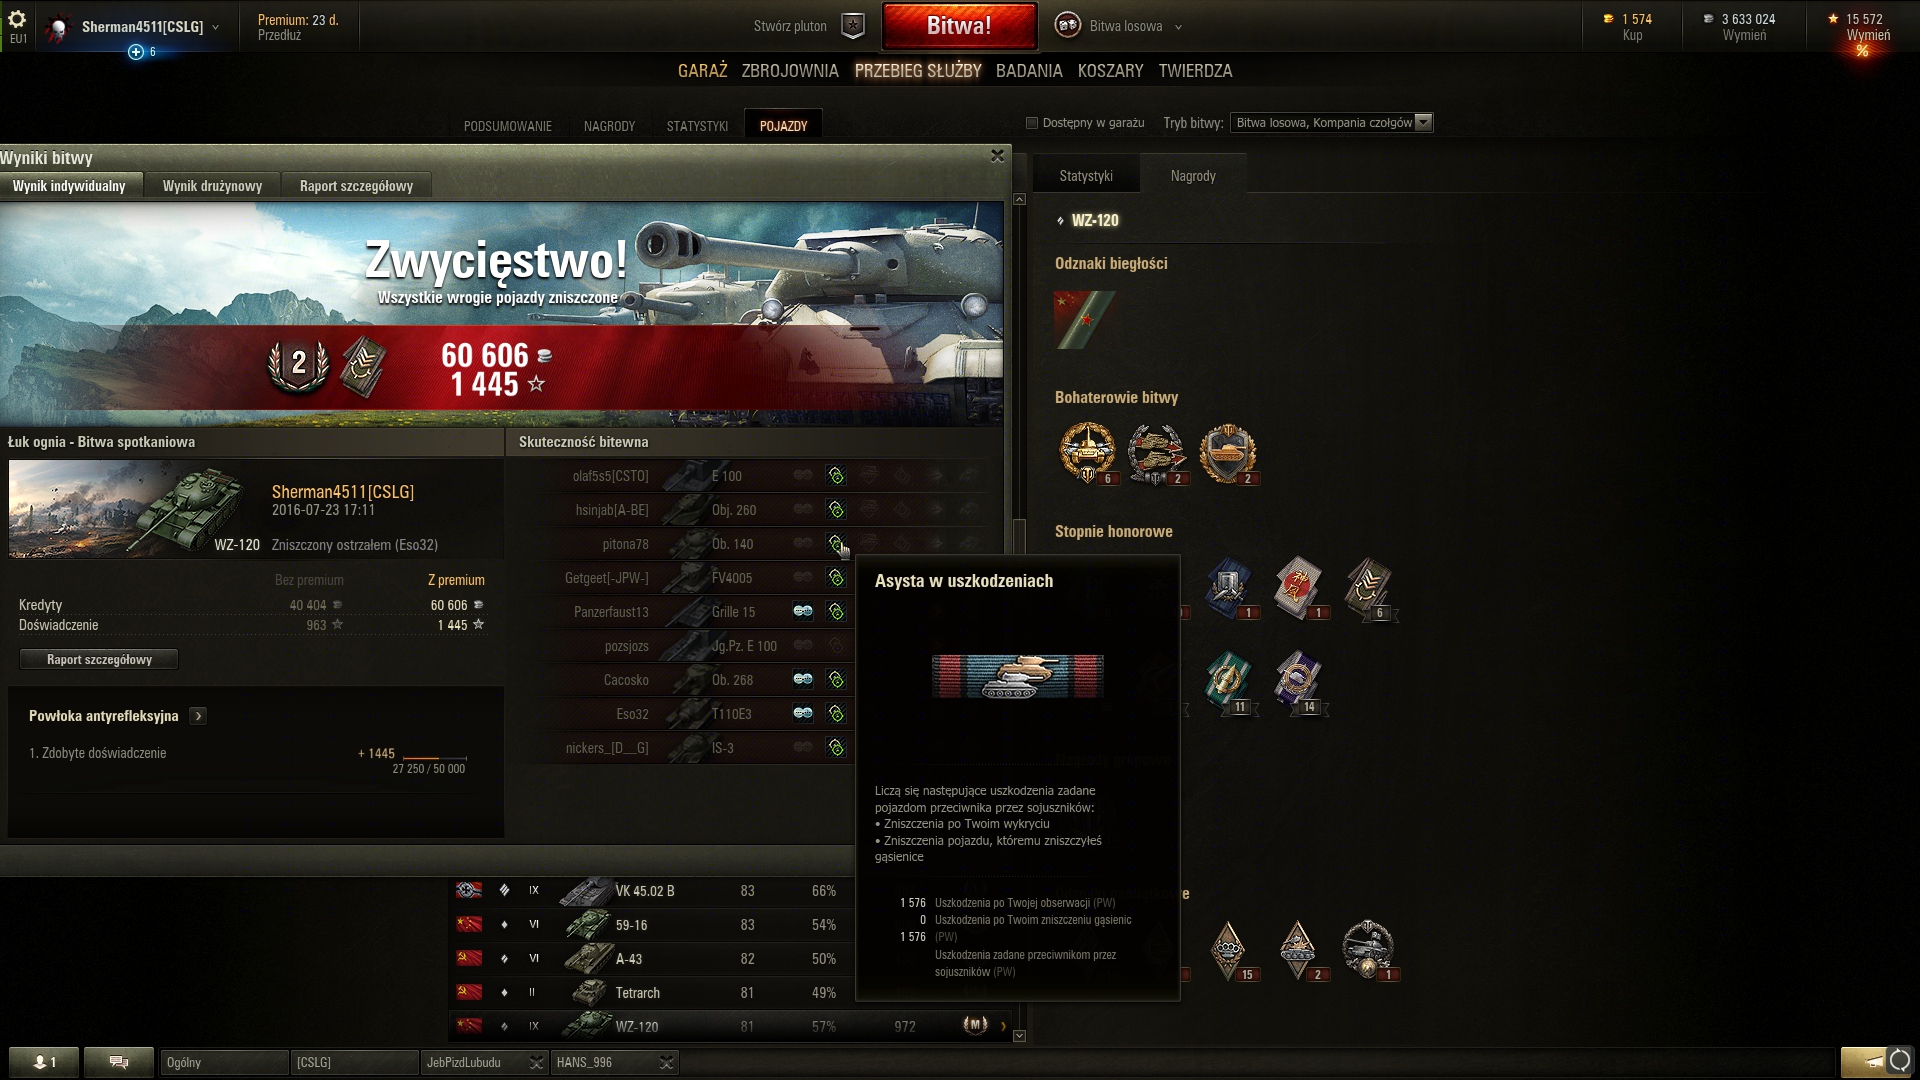 EU1
Sherman4511[CSLG]
6
Premium: 23 d.
Przedłuż
Stwórz pluton
Bitwa!
Bitwa losowa
1 574
Kup
3 633 024
Wymień
15 572
Wymień
%
GARAŻ ZBROJOWNIA PRZEBIEG SŁUŻBY BADANIA KOSZARY TWIERDZA
PODSUMOWANIE NAGRODY STATYSTYKI POJAZDY
Dostępny w garażu Tryb bitwy: Bitwa losowa, Kompania czołgów
Wyniki bitwy
Wynik indywidualny Wynik drużynowy Raport szczegółowy
Zwycięstwo!
Wszystkie wrogie pojazdy zniszczone
2
60 606
1 445
Łuk ognia - Bitwa spotkaniowa
Sherman4511[CSLG]
2016-07-23 17:11
WZ-120 Zniszczony ostrzałem (Eso32)
Bez premium Z premium
Kredyty 40 404 60 606
Doświadczenie 963 1 445
Raport szczegółowy
Powłoka antyrefleksyjna
1. Zdobyte doświadczenie + 1445
27 250 / 50 000
Skuteczność bitewna
olaf5s5[CSTO] E 100
hsinjab[A-BE] Obj. 260
pitona78 Ob. 140
Getgeet[-JPW-] FV4005
Panzerfaust13 Grille 15
pozsjozs Jg.Pz. E 100
Cacosko Ob. 268
Eso32 T110E3
nickers_[D__G] IS-3
Asysta w uszkodzeniach
Liczą się następujące uszkodzenia zadane
pojazdom przeciwnika przez sojuszników:
• Zniszczenia po Twoim wykryciu
• Zniszczenia pojazdu, któremu zniszczyłeś
gąsienice
1 576 Uszkodzenia po Twojej obserwacji (PW)
0 Uszkodzenia po Twoim zniszczeniu gąsienic
1 576 (PW)
Uszkodzenia zadane przeciwnikom przez
sojuszników (PW)
IX VK 45.02 B 83 66%
VI 59-16 83 54%
VI A-43 82 50%
II Tetrarch 81 49%
IX WZ-120 81 57% 972 M
Statystyki Nagrody
WZ-120
Odznaki biegłości
Bohaterowie bitwy
6 2 2
Stopnie honorowe
1 1 6
11 14
15 2 1
1
Ogólny [CSLG] JebPizdLubudu HANS_996